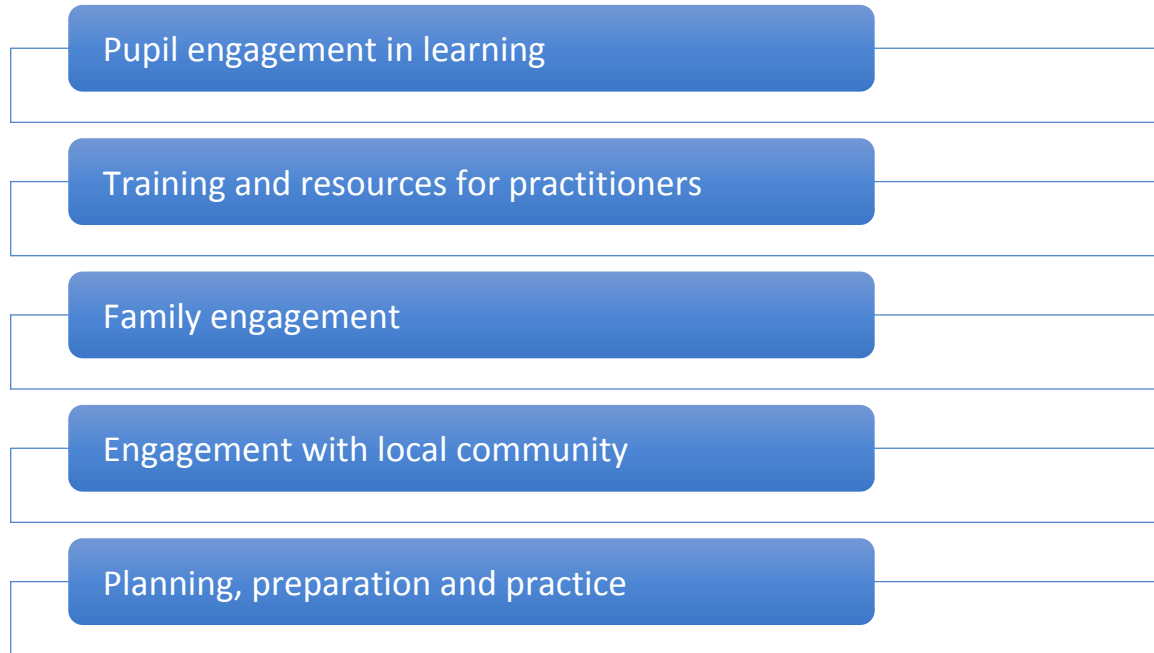 Pupil engagement in learning
Training and resources for practitioners
Family engagement
Engagement with local community
Planning, preparation and practice